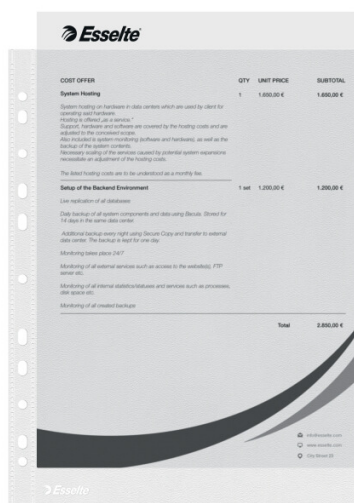 Esselte
COST OFFER QTY UNIT PRICE SUBTOTAL
System Hosting 1 1.650,00 € 1.650,00 €
System hosting on hardware in data centers which are used by client for
operating said hardware.
Hosting is offered „as a service."
Support, hardware and software are covered by the hosting costs and are
adjusted to the conceived scope.
Also included is system monitoring (software and hardware), as well as the
backup of the system contents.
Necessary scaling of the services caused by potential system expansions
necessitate an adjustment of the hosting costs.
The listed hosting costs are to be understood as a monthly fee.
Setup of the Backend Environment 1 set 1.200,00 € 1.200,00 €
Live replication of all databases
Daily backup of all system components and data using Bacula. Stored for
14 days in the same data center.
Additional backup every night using Secure Copy and transfer to external
data center. The backup is kept for one day.
Monitoring takes place 24/7
Monitoring of all external services such as access to the website(s), FTP
server etc.
Monitoring of all internal statistics/statuses and services such as processes,
disk space etc.
Monitoring of all created backups
Total 2.850,00 €
info@esselte.com
www.esselte.com
City Street 29
Esselte